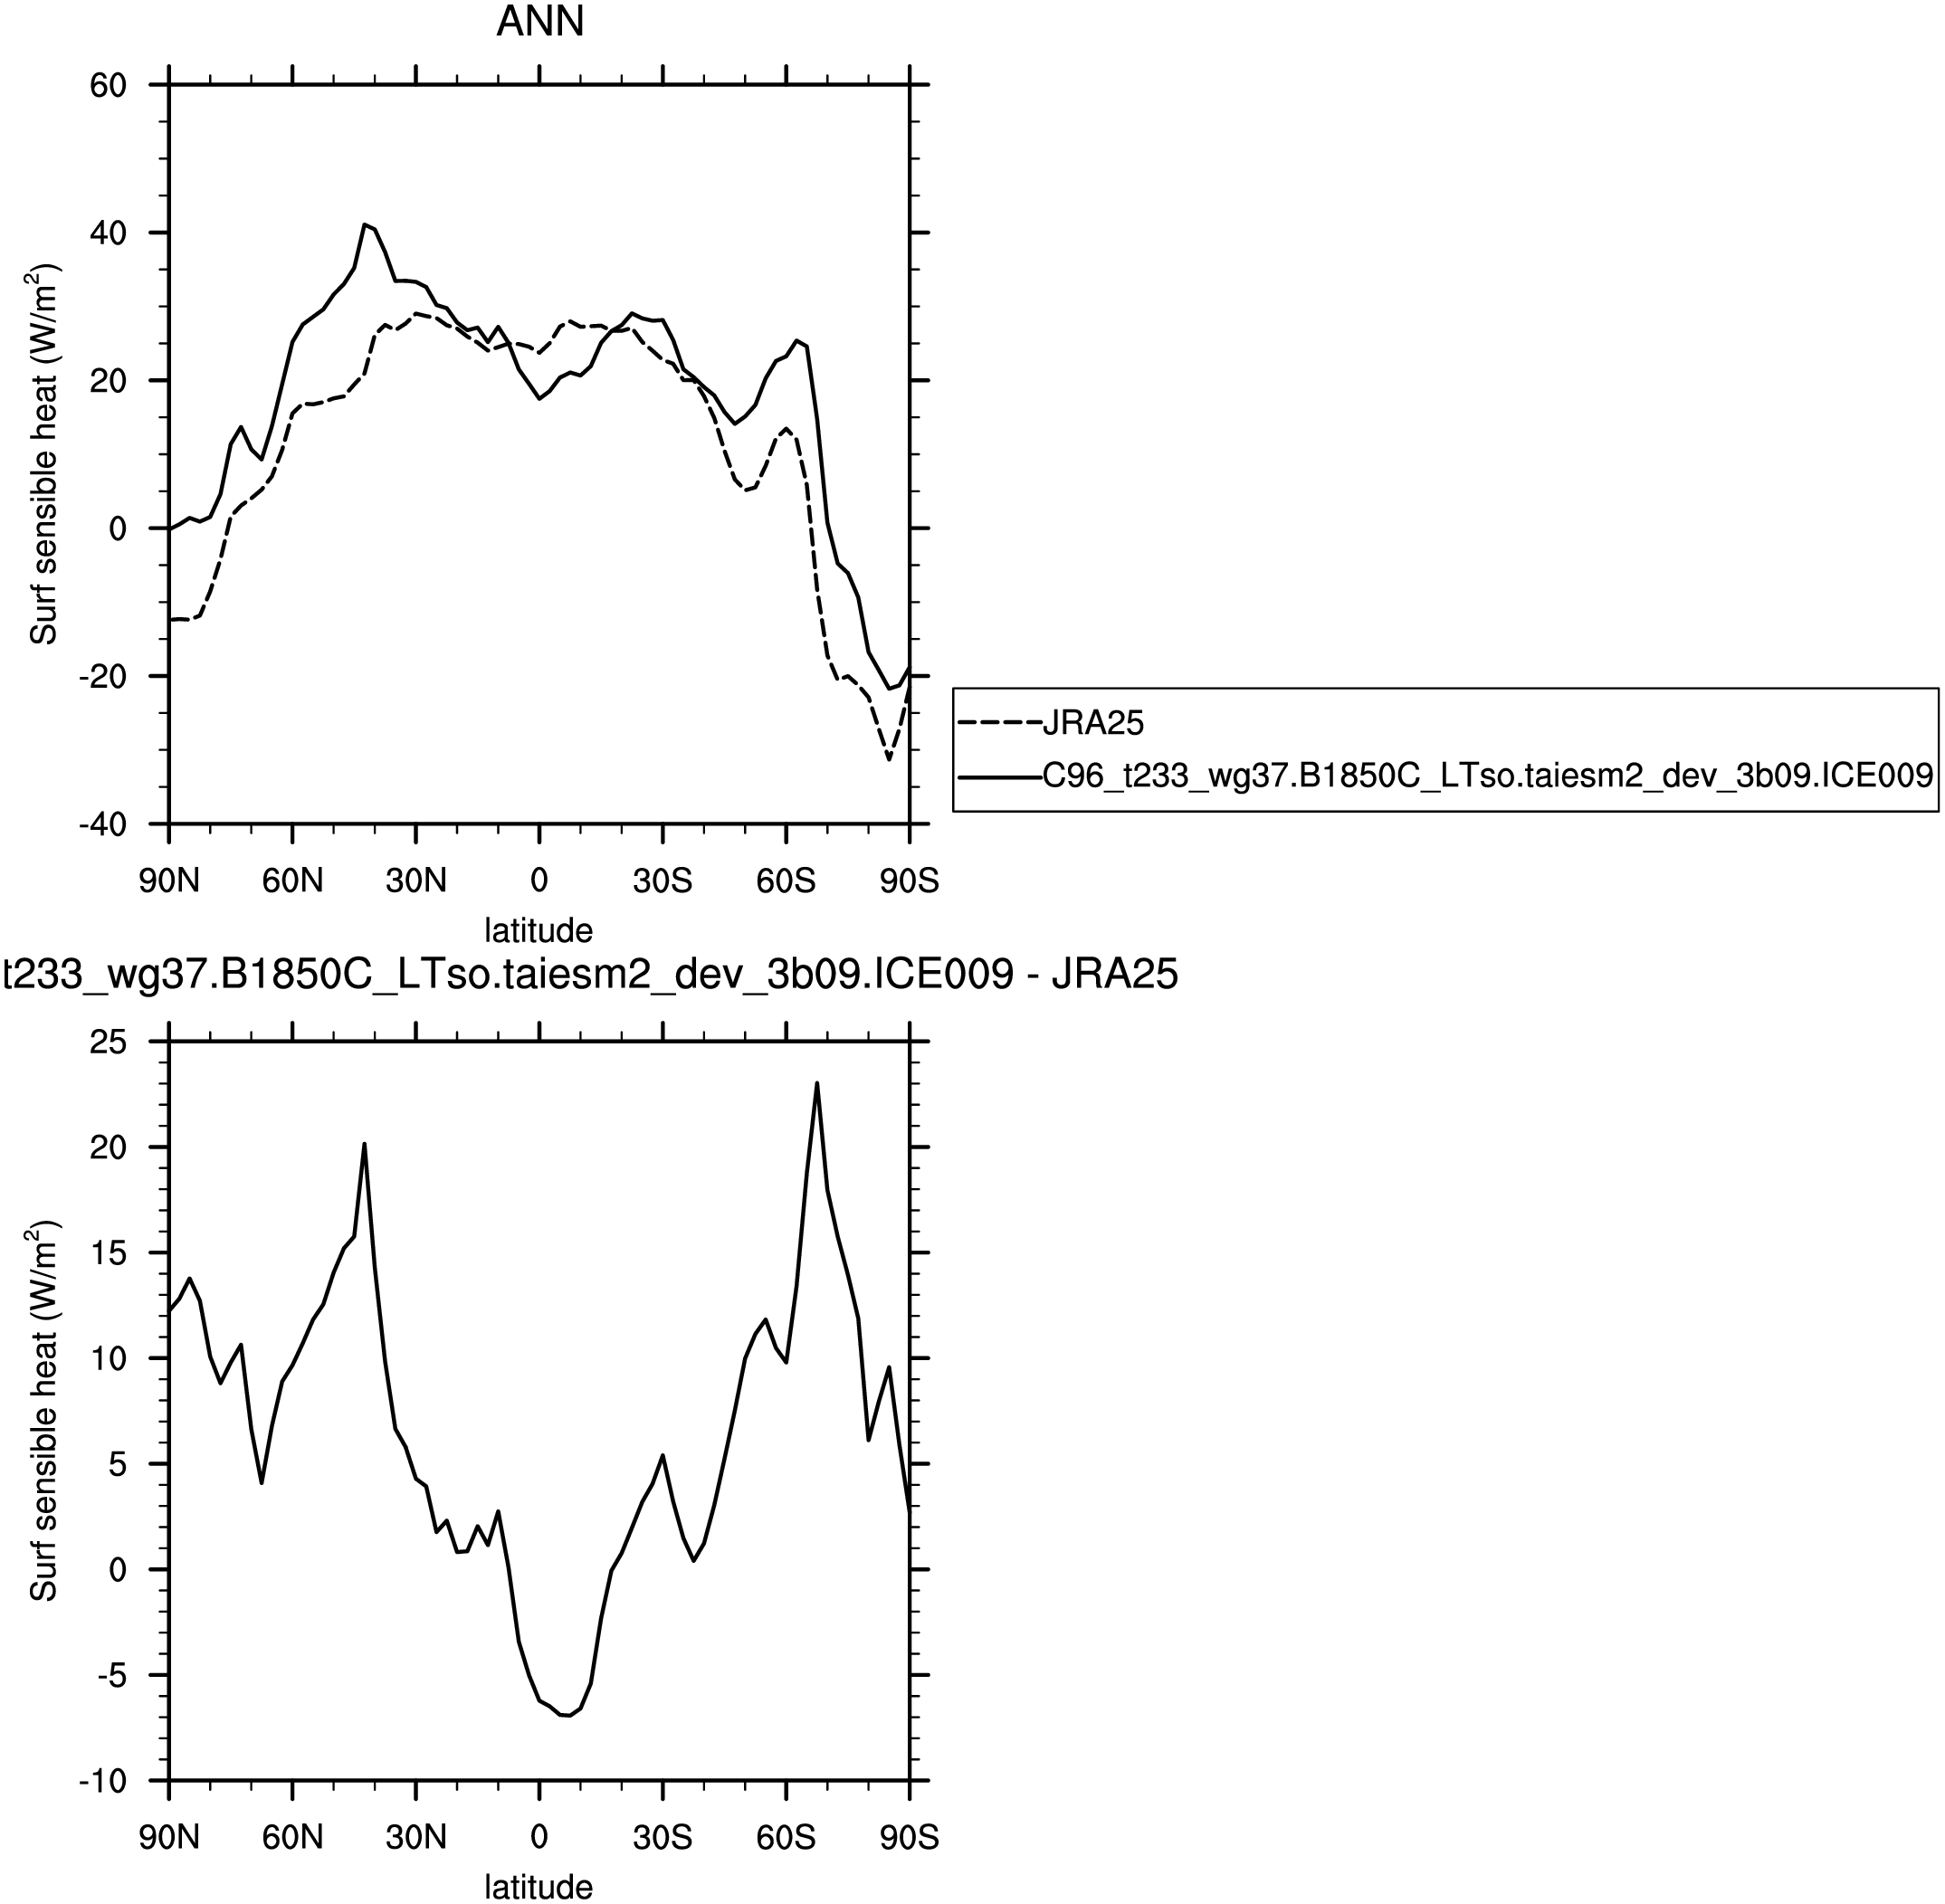 ANN
60
40
20
0
-20
-40
Surf sensible heat (W/m²)
90N 60N 30N 0 30S 60S 90S
latitude
JRA25
C96_t233_wg37.B1850C_LTso.taiesm2_dev_3b09.ICE009
t233_wg37.B1850C_LTso.taiesm2_dev_3b09.ICE009 - JRA25
25
20
15
10
5
0
-5
-10
Surf sensible heat (W/m²)
90N 60N 30N 0 30S 60S 90S
latitude